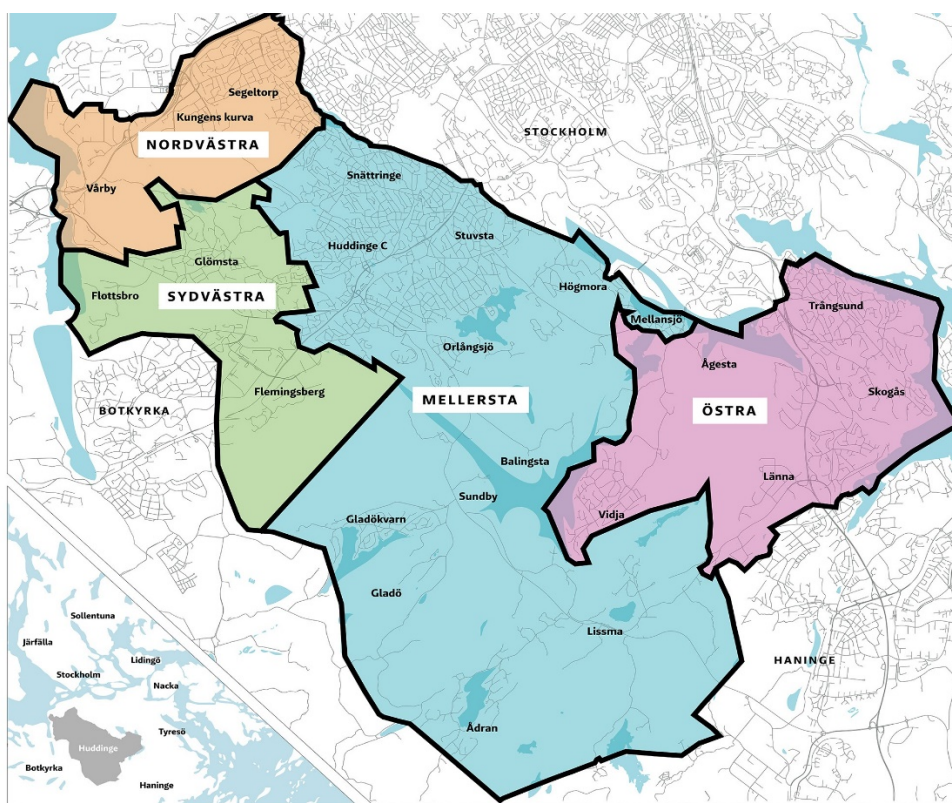 Segeltorp
Kungens kurva
NORDVÄSTRA
STOCKHOLM
Vårby
Snättringe
Stuvsta
Huddinge C
Glömsta
Flottsbro
SYDVÄSTRA
Högmora
Mellansjö
Trångsund
Orlångsjö
Ågesta
Flemingsberg
Skogås
BOTKYRKA
MELLERSTA
ÖSTRA
Balingsta
Länna
Sundby
Vidja
Gladökvarn
Gladö
Lissma
HANINGE
Ådran
Sollentuna
Järfälla
Lidingö
Stockholm
Nacka
Tyresö
Huddinge
Botkyrka
Haninge